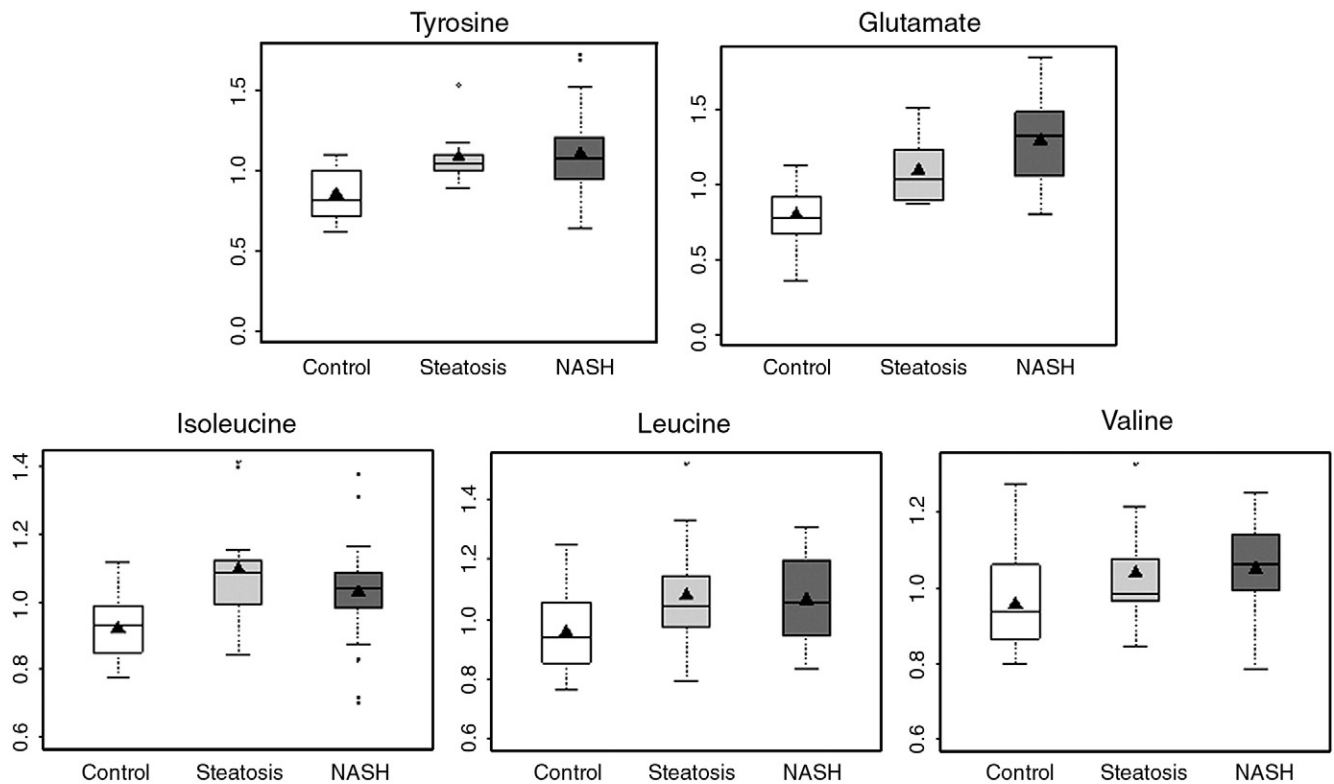 Tyrosine
0.0 0.5 1.0 1.5
Control Steatosis NASH
Glutamate
0.0 0.5 1.0 1.5
Control Steatosis NASH
Isoleucine
0.6 0.8 1.0 1.2 1.4
Control Steatosis NASH
Leucine
0.6 0.8 1.0 1.2 1.4
Control Steatosis NASH
Valine
0.6 0.8 1.0 1.2
Control Steatosis NASH